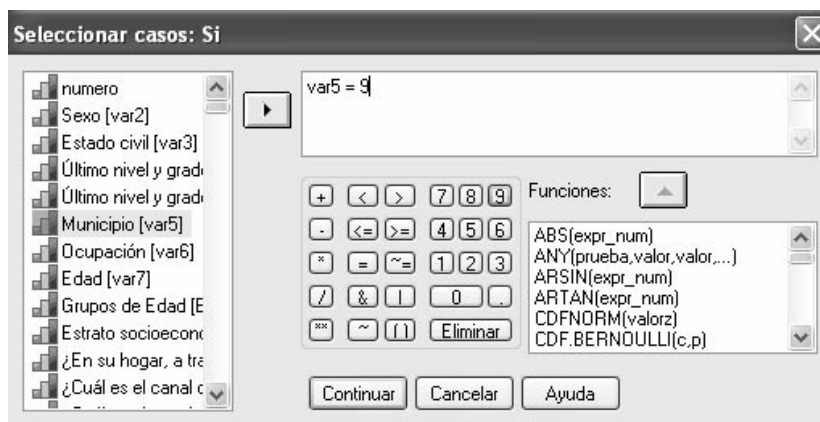 Seleccionar casos: Si
numero
Sexo [var2]
Estado civil [var3]
Último nivel y grad
Último nivel y grad
Municipio [var5]
Ocupación [var6]
Edad [var7]
Grupos de Edad [E
Estrato socioecond
¿En su hogar, a tra
¿Cuál es el canal c
var5 = 9
+ < > 7 8 9
- <= >= 4 5 6
* = ~= 1 2 3
/ & | 0 .
** ~ () Eliminar
Funciones:
ABS(expr_num)
ANY(prueba,valor,valor,...)
ARSIN(expr_num)
ARTAN(expr_num)
CDFNORM(valorz)
CDF.BERNOULLI(c,p)
Continuar Cancelar Ayuda